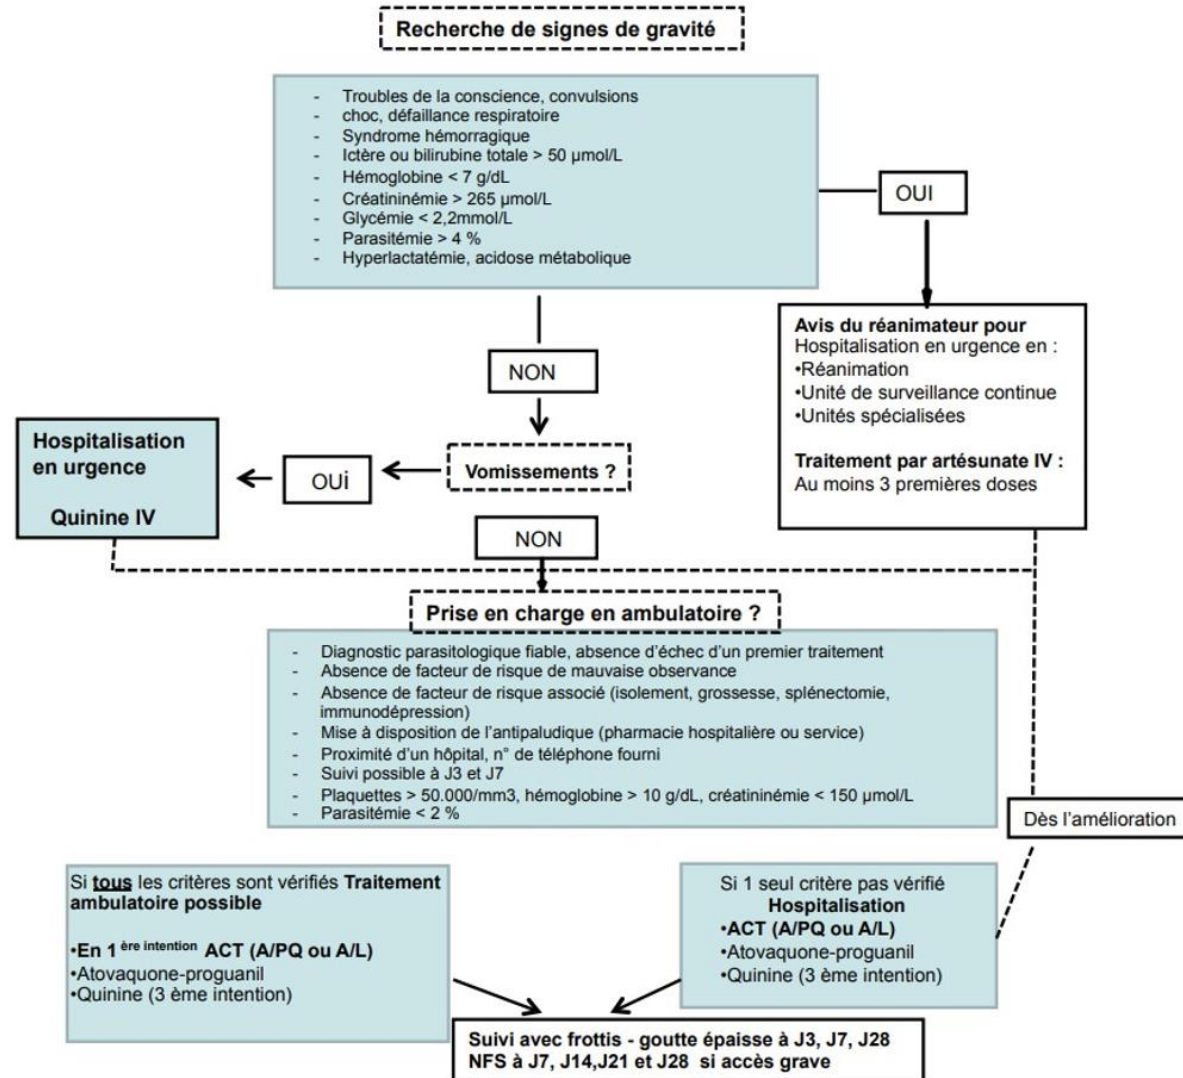 Recherche de signes de gravité
- Troubles de la conscience, convulsions
- choc, défaillance respiratoire
- Syndrome hémorragique
- Ictère ou bilirubine totale > 50 µmol/L
- Hémoglobine < 7 g/dL
- Créatininémie > 265 µmol/L
- Glycémie < 2,2mmol/L
- Parasitémie > 4 %
- Hyperlactatémie, acidose métabolique
OUI
Avis du réanimateur pour
Hospitalisation en urgence en :
•Réanimation
•Unité de surveillance continue
•Unités spécialisées
Traitement par artésunate IV :
Au moins 3 premières doses
NON
Vomissements ?
OUi
Hospitalisation
en urgence
Quinine IV
NON
Prise en charge en ambulatoire ?
- Diagnostic parasitologique fiable, absence d'échec d'un premier traitement
- Absence de facteur de risque de mauvaise observance
- Absence de facteur de risque associé (isolement, grossesse, splénectomie,
immunodépression)
- Mise à disposition de l'antipaludique (pharmacie hospitalière ou service)
- Proximité d'un hôpital, n° de téléphone fourni
- Suivi possible à J3 et J7
- Plaquettes > 50.000/mm3, hémoglobine > 10 g/dL, créatininémie < 150 µmol/L
- Parasitémie < 2 %
Dès l'amélioration
Si tous les critères sont vérifiés Traitement
ambulatoire possible
•En 1 ère intention ACT (A/PQ ou A/L)
•Atovaquone-proguanil
•Quinine (3 ème intention)
Si 1 seul critère pas vérifié
Hospitalisation
•ACT (A/PQ ou A/L)
•Atovaquone-proguanil
•Quinine (3 ème intention)
Suivi avec frottis - goutte épaisse à J3, J7, J28
NFS à J7, J14,J21 et J28 si accès grave